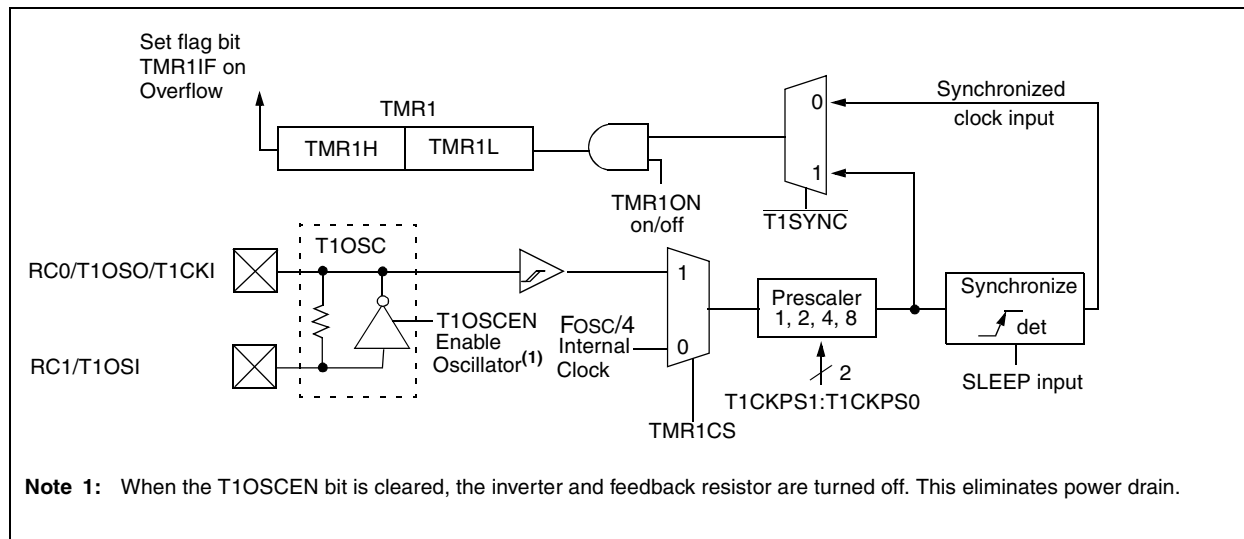 Set flag bit
TMR1IF on
Overflow
TMR1
TMR1H
TMR1L
TMR1ON
on/off
0
1
T1SYNC
Synchronized
clock input
RC0/T1OSO/T1CKI
RC1/T1OSI
T1OSC
T1OSCEN
Enable
Oscillator(1)
FOSC/4
Internal
Clock
1
0
TMR1CS
Prescaler
1, 2, 4, 8
2
T1CKPS1:T1CKPS0
Synchronize
det
SLEEP input
Note 1: When the T1OSCEN bit is cleared, the inverter and feedback resistor are turned off. This eliminates power drain.